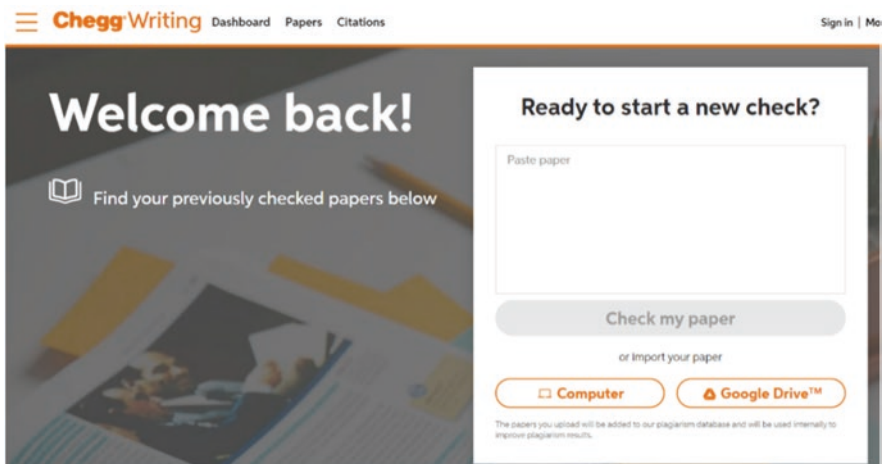 Chegg® Writing Dashboard Papers Citations Sign in | Mo
Welcome back!
Find your previously checked papers below
Ready to start a new check?
Paste paper
Check my paper
or import your paper
Computer Google Drive™
The papers you upload will be added to our plagiarism database and will be used internally to
improve plagiarism results.